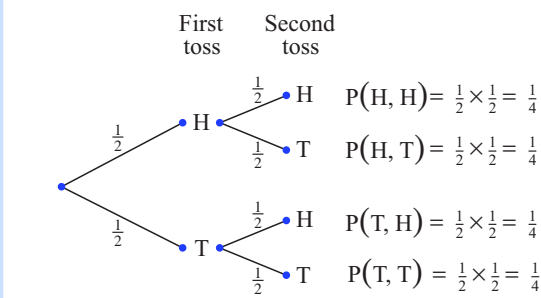 First Second
toss toss
1/2 H P(H, H)= 1/2 × 1/2 = 1/4
1/2 H
1/2 T P(H, T) = 1/2 × 1/2 = 1/4
1/2 H P(T, H) = 1/2 × 1/2 = 1/4
1/2 T
1/2 T P(T, T) = 1/2 × 1/2 = 1/4